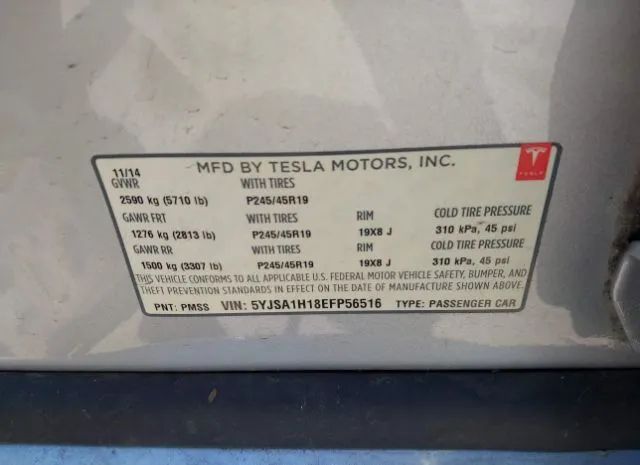 11/14 MFD BY TESLA MOTORS, INC. TESLA
GVWR WITH TIRES
2590 kg (5710 lb) P245/45R19
GAWR FRT WITH TIRES RIM COLD TIRE PRESSURE
1276 kg (2813 lb) P245/45R19 19X8 J 310 kPa, 45 psi
GAWR RR WITH TIRES RIM COLD TIRE PRESSURE
1500 kg (3307 lb) P245/45R19 19X8 J 310 kPa, 45 psi
THIS VEHICLE CONFORMS TO ALL APPLICABLE U.S. FEDERAL MOTOR VEHICLE SAFETY, BUMPER, AND
THEFT PREVENTION STANDARDS IN EFFECT ON THE DATE OF MANUFACTURE SHOWN ABOVE.
PNT: PMSS VIN: 5YJSA1H18EFP56516 TYPE: PASSENGER CAR